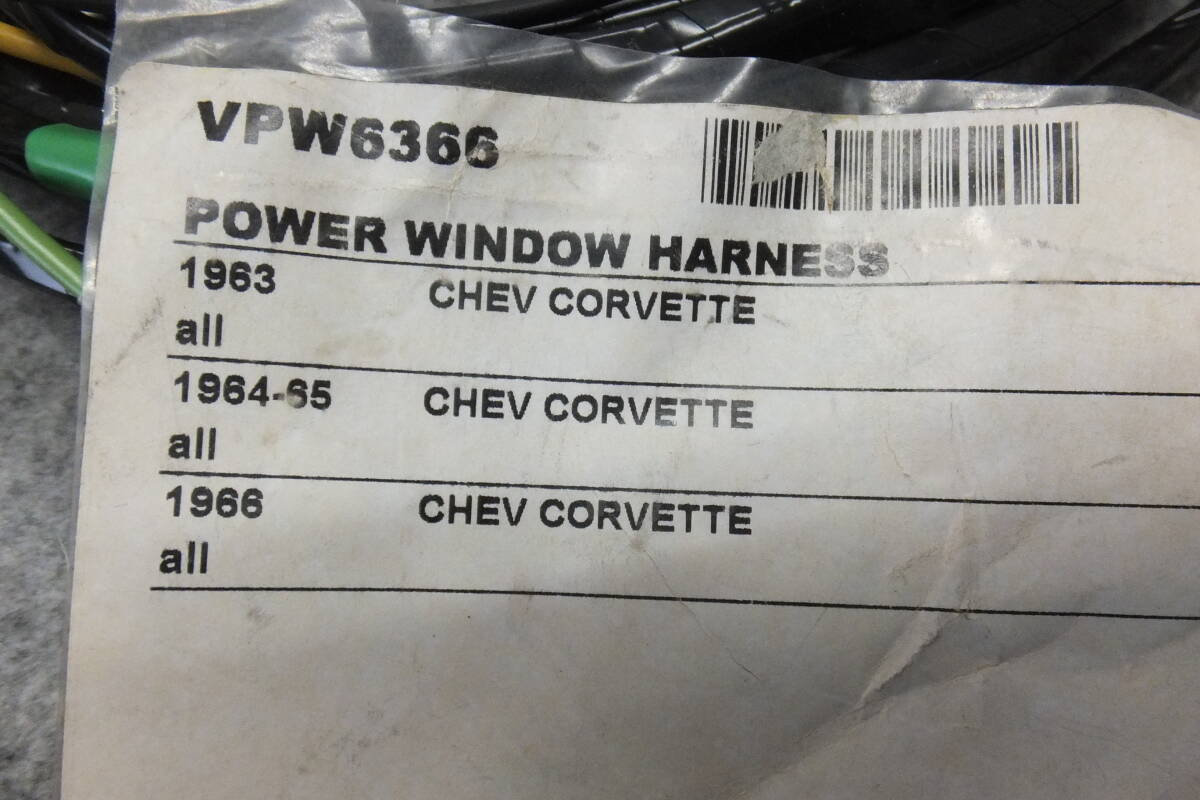 VPW6366
POWER WINDOW HARNESS
1963 CHEV CORVETTE
all
1964-65 CHEV CORVETTE
all
1966 CHEV CORVETTE
all